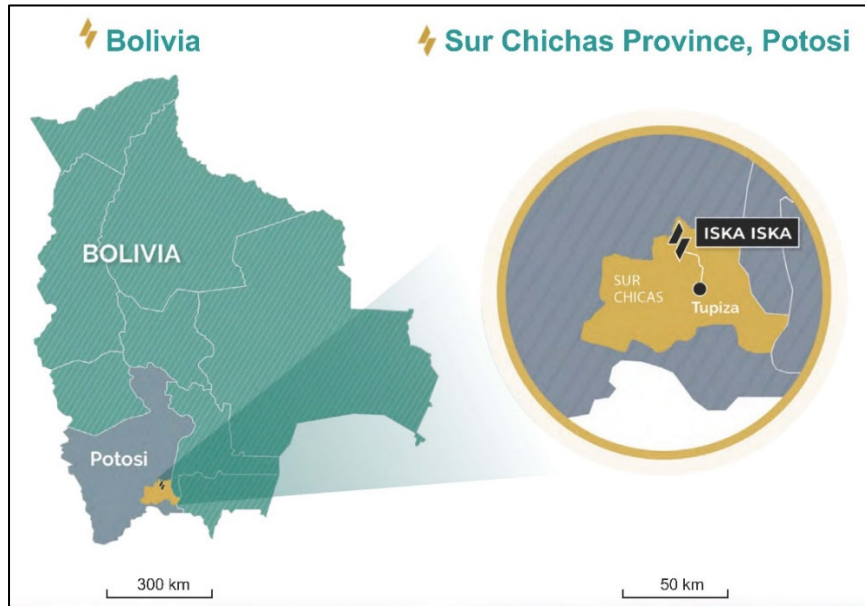 Bolivia
Sur Chichas Province, Potosi
BOLIVIA
Potosi
ISKA ISKA
SUR
CHICAS
Tupiza
300 km
50 km